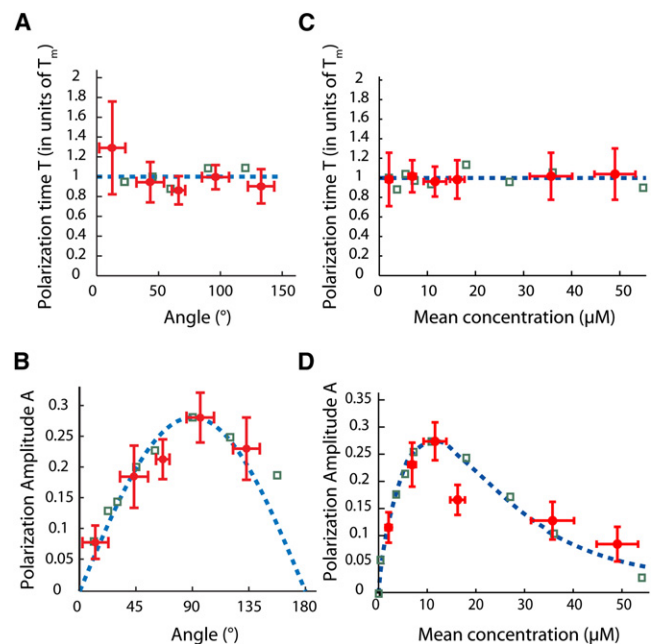 A
Polarization time T (in units of Tm)
2
1.8
1.6
1.4
1.2
1
0.8
0.6
0.4
0.2
0
0 50 100 150
Angle (°)
C
Polarization time T (in units of Tm)
2
1.8
1.6
1.4
1.2
1
0.8
0.6
0.4
0.2
0
0 10 20 30 40 50
Mean concentration (µM)
B
Polarization Amplitude A
0.3
0.25
0.2
0.15
0.1
0.05
0
0 45 90 135 180
Angle (°)
D
Polarization Amplitude A
0.35
0.3
0.25
0.2
0.15
0.1
0.05
0
0 10 20 30 40 50
Mean concentration (µM)